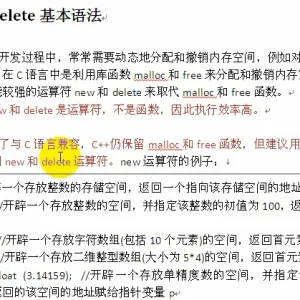 elete 基本语法
开发过程中，常常需要动态地分配和撤销内存空间，例如对
在 C 语言中是利用库函数 malloc 和 free 来分配和撤销内存空
能较强的运算符 new 和 delete 来取代 malloc 和 free 函数。
w 和 delete 是运算符，不是函数，因此执行效率高。
了与 C 语言兼容，C++仍保留 malloc 和 free 函数，但建议用
new 和 delete 运算符。new 运算符的例子：
辟一个存放整数的存储空间，返回一个指向该存储空间的地址
//开辟一个存放整数的空间，并指定该整数的初值为 100，返
//开辟一个存放字符数组(包括 10 个元素)的空间，返回首元
//开辟一个存放二维整型数组(大小为 5*4)的空间，返回首元
loat (3.14159); //开辟一个存放单精度数的空间，并指定
返回的该空间的地址赋给指针变量 p